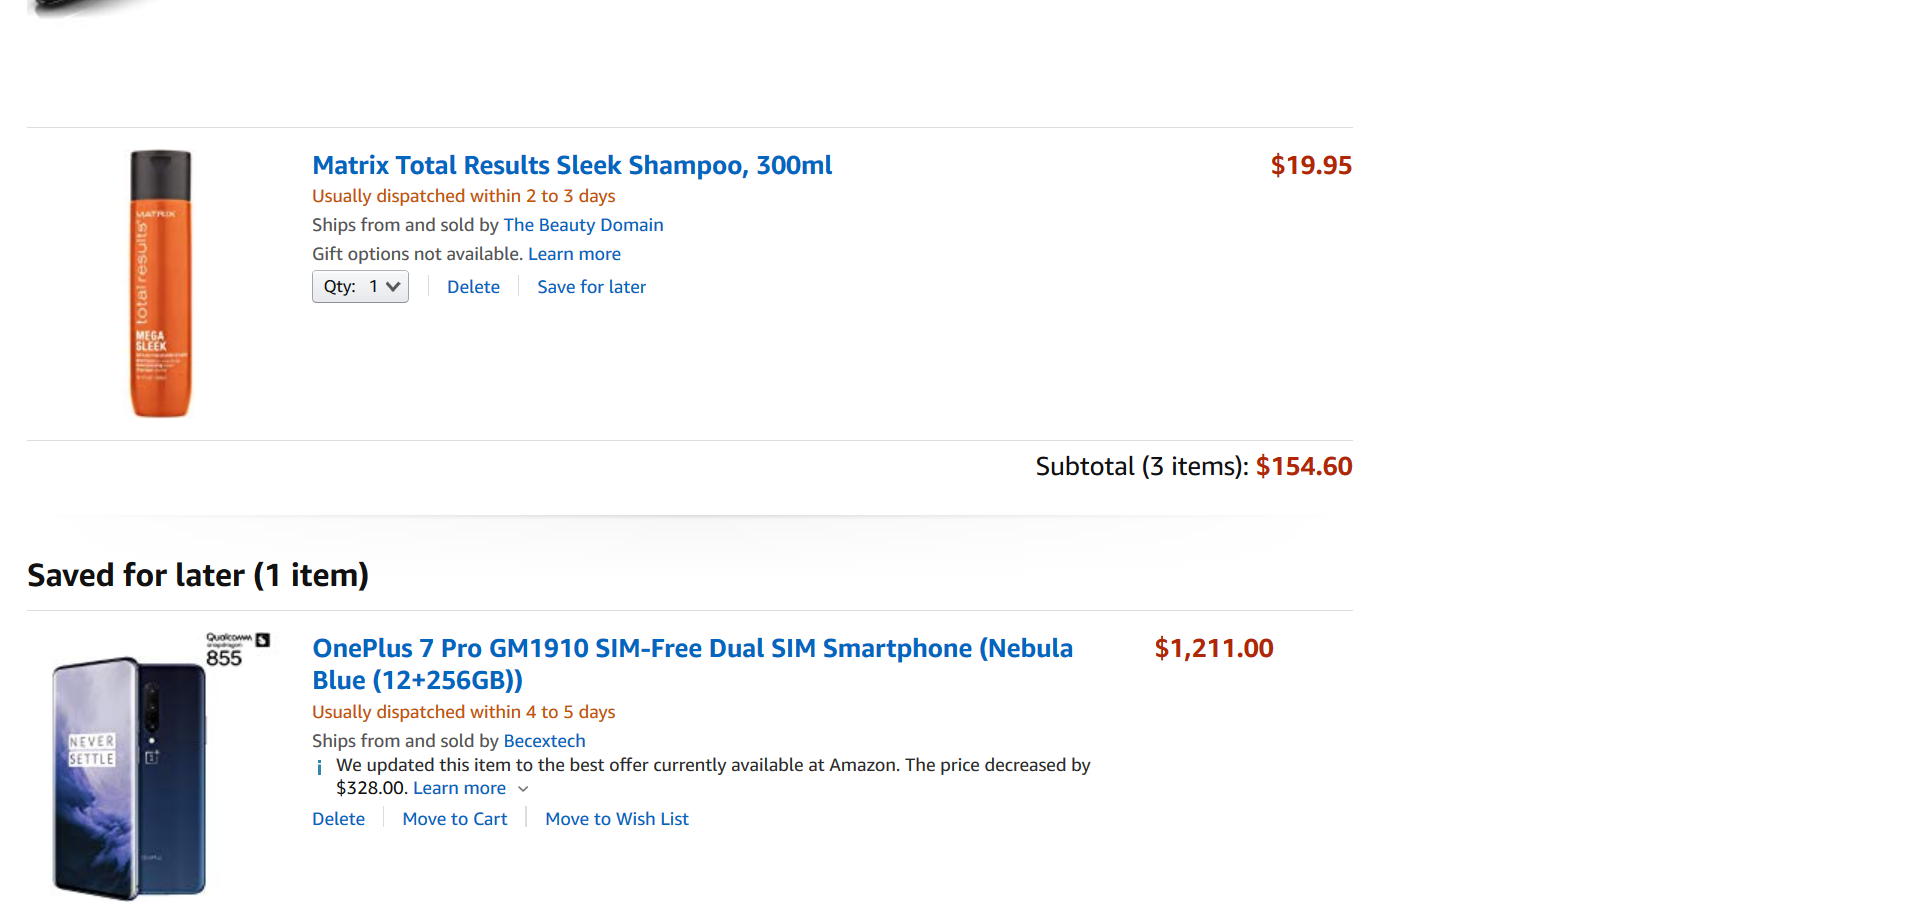 Matrix Total Results Sleek Shampoo, 300ml
$19.95
Usually dispatched within 2 to 3 days
Ships from and sold by The Beauty Domain
Gift options not available. Learn more
Qty: 1
Delete
Save for later
MATRIX
total results
MEGA
SLEEK
Subtotal (3 items): $154.60
Saved for later (1 item)
Qualcomm
snapdragon
855
NEVER
SETTLE
OnePlus 7 Pro GM1910 SIM-Free Dual SIM Smartphone (Nebula
Blue (12+256GB))
$1,211.00
Usually dispatched within 4 to 5 days
Ships from and sold by Becextech
i We updated this item to the best offer currently available at Amazon. The price decreased by
$328.00. Learn more
Delete
Move to Cart
Move to Wish List